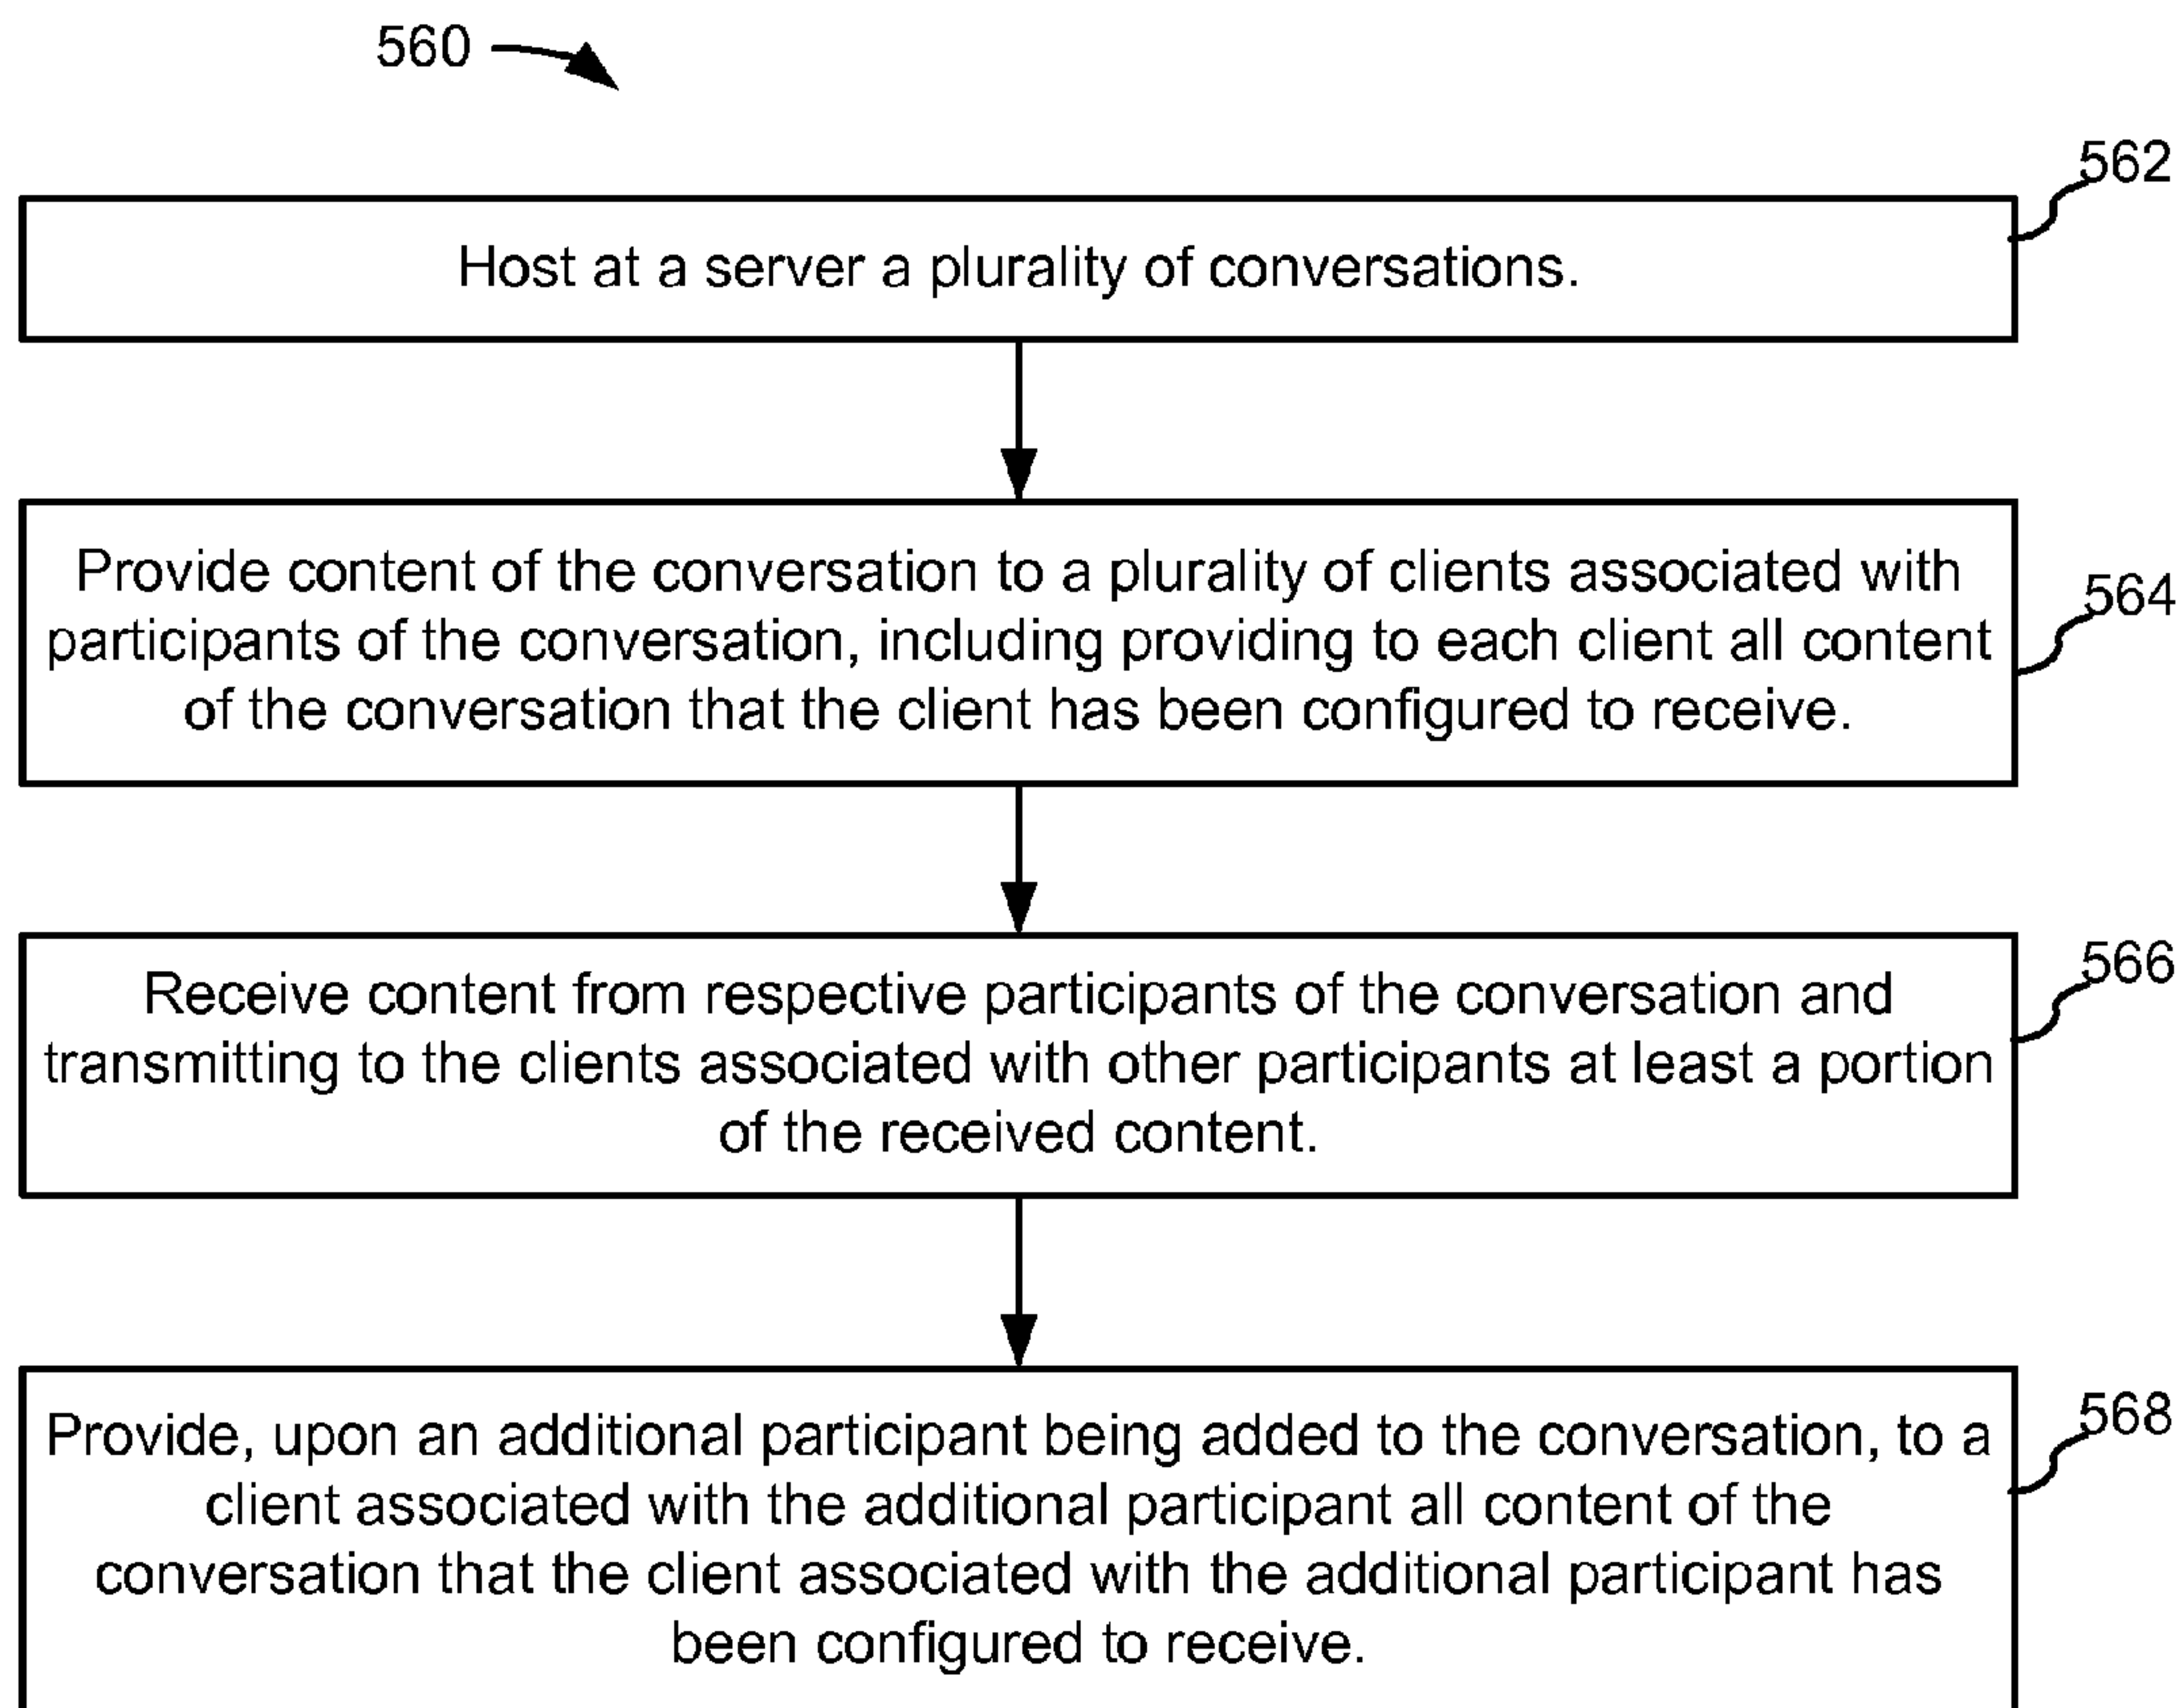 560
562
Host at a server a plurality of conversations.
Provide content of the conversation to a plurality of clients associated with
564
participants of the conversation, including providing to each client all content
of the conversation that the client has been configured to receive.
566
Receive content from respective participants of the conversation and
transmitting to the clients associated with other participants at least a portion
of the received content.
568
Provide, upon an additional participant being added to the conversation, to a
client associated with the additional participant all content of the
conversation that the client associated with the additional participant has
been configured to receive.